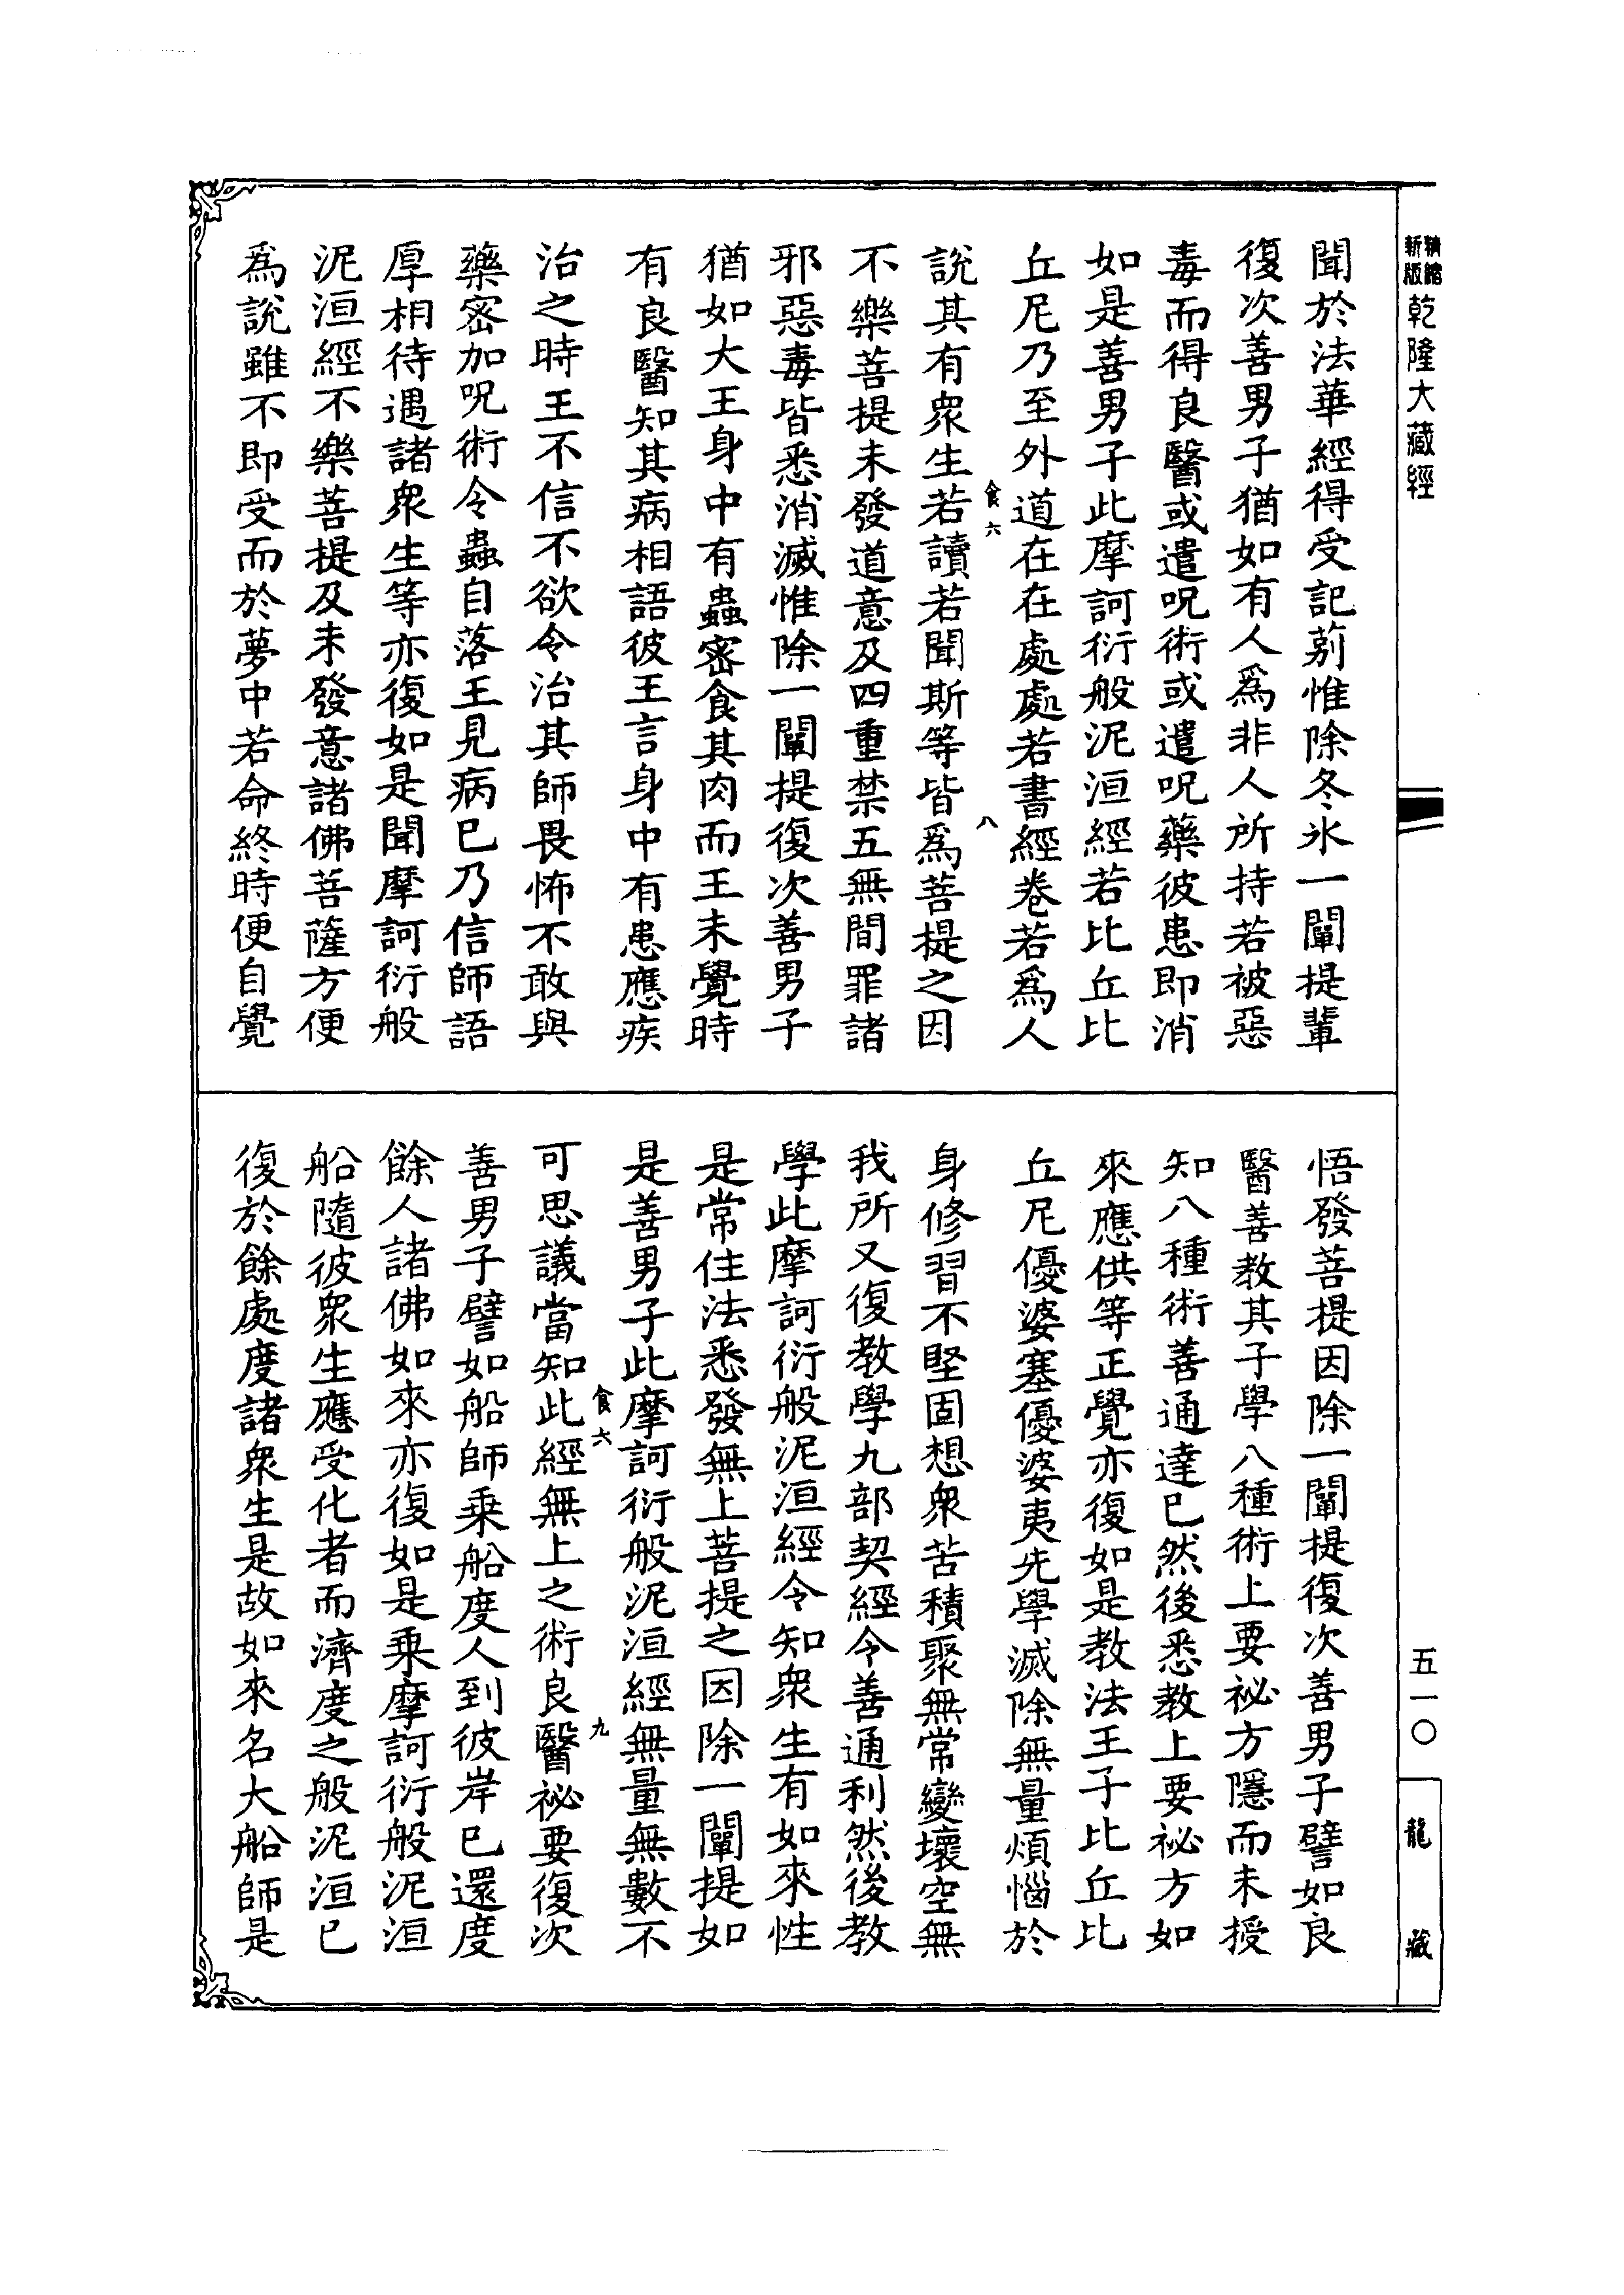 精縮
新版
乾隆大藏經
五一〇
龍藏
聞於法華經得受記莂惟除冬氷一闡提輩
復次善男子猶如有人爲非人所持若被惡
毒而得良醫或遣呪術或遣呪藥彼患即消
如是善男子此摩訶衍般泥洹經若比丘比
丘尼乃至外道在在處處若書經卷若爲人
食六
八
說其有衆生若讀若聞斯等皆爲菩提之因
不樂菩提未發道意及四重禁五無間罪諸
邪惡毒皆悉消滅惟除一闡提復次善男子
猶如大王身中有蟲密食其肉而王未覺時
有良醫知其病相語彼王言身中有患應疾
治之時王不信不欲令治其師畏怖不敢與
藥密加呪術令蟲自落王見病已乃信師語
厚相待遇諸衆生等亦復如是聞摩訶衍般
泥洹經不樂菩提及未發意諸佛菩薩方便
爲說雖不即受而於夢中若命終時便自覺
悟發菩提因除一闡提復次善男子譬如良
醫善教其子學八種術上要祕方隱而未授
知八種術善通達已然後悉教上要祕方如
來應供等正覺亦復如是教法王子比丘比
丘尼優婆塞優婆夷先學滅除無量煩惱於
身修習不堅固想衆苦積聚無常變壞空無
我所又復教學九部契經令善通利然後教
學此摩訶衍般泥洹經令知衆生有如來性
是常住法悉發無上菩提之因除一闡提如
是善男子此摩訶衍般泥洹經無量無數不
食六
九
可思議當知此經無上之術良醫祕要復次
善男子譬如船師乘船度人到彼岸已還度
餘人諸佛如來亦復如是乘摩訶衍般泥洹
船隨彼衆生應受化者而濟度之般泥洹已
復於餘處度諸衆生是故如來名大船師是